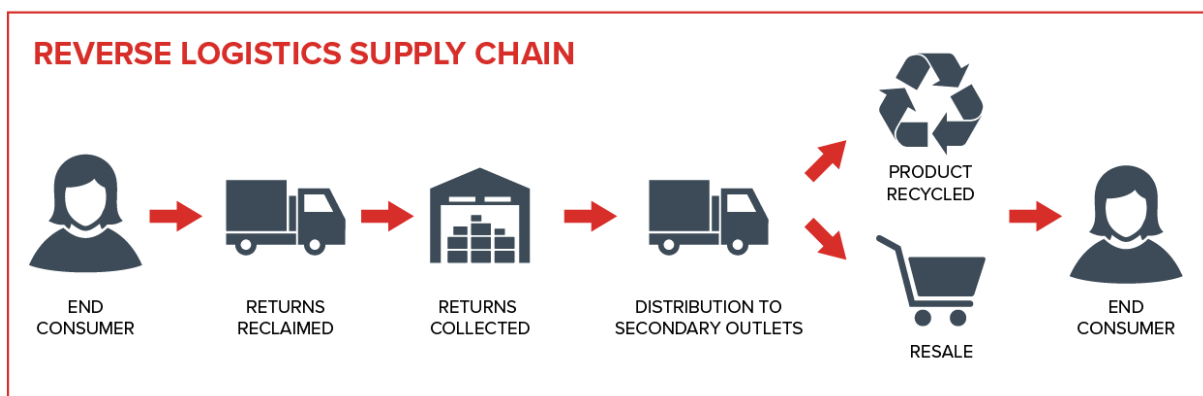 REVERSE LOGISTICS SUPPLY CHAIN
END
CONSUMER
RETURNS
RECLAIMED
RETURNS
COLLECTED
DISTRIBUTION TO
SECONDARY OUTLETS
PRODUCT
RECYCLED
RESALE
END
CONSUMER